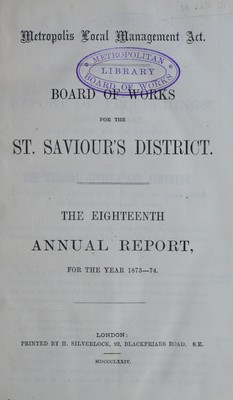 Metropolis Local Management Act.
METROPOLITAN
LIBRARY
BOARD OF WORKS
BOARD OF WORKS
FOR THE
ST. SAVIOUR'S DISTRICT.
THE EIGHTEENTH
ANNUAL REPORT,
FOR THE YEAR 1873—74.
LONDON:
PRINTED BY H. SILVERLOCK, 92, BLACKFRIARS ROAD. S.E.
MDCCCLXXIV.